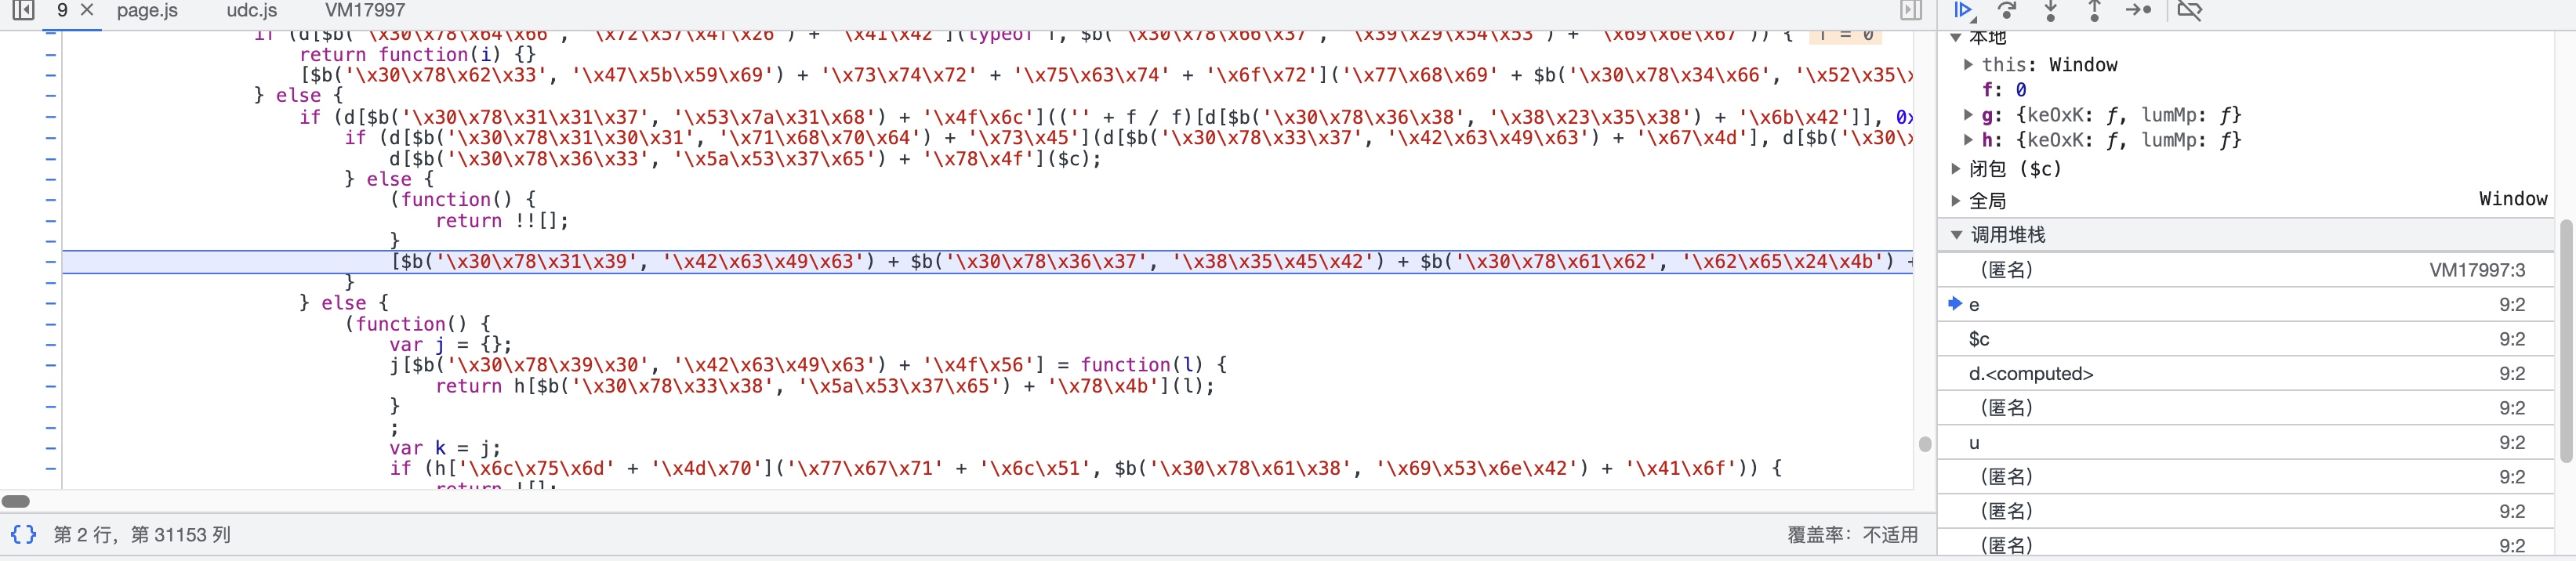 9 × page.js udc.js VM17997
if (d[$b('\x30\x78\x64\x66', '\x72\x57\x4f\x26') + '\x41\x42'](typeof f, $b('\x30\x78\x66\x37', '\x39\x29\x54\x53') + '\x69\x6e\x67')) { f = 0
return function(i) {}
[$b('\x30\x78\x62\x33', '\x47\x5b\x59\x69') + '\x73\x74\x72' + '\x75\x63\x74' + '\x6f\x72']('\x77\x68\x69' + $b('\x30\x78\x34\x66', '\x52\x35\x
} else {
if (d[$b('\x30\x78\x31\x31\x37', '\x53\x7a\x31\x68') + '\x4f\x6c'](('' + f / f)[d[$b('\x30\x78\x36\x38', '\x38\x23\x35\x38') + '\x6b\x42']], 0x
if (d[$b('\x30\x78\x31\x30\x31', '\x71\x68\x70\x64') + '\x73\x45'](d[$b('\x30\x78\x33\x37', '\x42\x63\x49\x63') + '\x67\x4d'], d[$b('\x30\x
d[$b('\x30\x78\x36\x33', '\x5a\x53\x37\x65') + '\x78\x4f']($c);
} else {
(function() {
return !![];
}
[$b('\x30\x78\x31\x39', '\x42\x63\x49\x63') + $b('\x30\x78\x36\x37', '\x38\x35\x45\x42') + $b('\x30\x78\x61\x62', '\x62\x65\x24\x4b') +
}
} else {
(function() {
var j = {};
j[$b('\x30\x78\x39\x30', '\x42\x63\x49\x63') + '\x4f\x56'] = function(l) {
return h[$b('\x30\x78\x33\x38', '\x5a\x53\x37\x65') + '\x78\x4b'](l);
}
;
var k = j;
if (h['\x6c\x75\x6d' + '\x4d\x70']('\x77\x67\x71' + '\x6c\x51', $b('\x30\x78\x61\x38', '\x69\x53\x6e\x42') + '\x41\x6f')) {
return ![];
{} 第 2 行，第 31153 列 覆盖率：不适用
本地
this: Window
f: 0
g: {keOxK: ƒ, lumMp: ƒ}
h: {keOxK: ƒ, lumMp: ƒ}
闭包 ($c)
全局 Window
调用堆栈
（匿名） VM17997:3
e 9:2
$c 9:2
d.<computed> 9:2
（匿名） 9:2
u 9:2
（匿名） 9:2
（匿名） 9:2
（匿名） 9:2